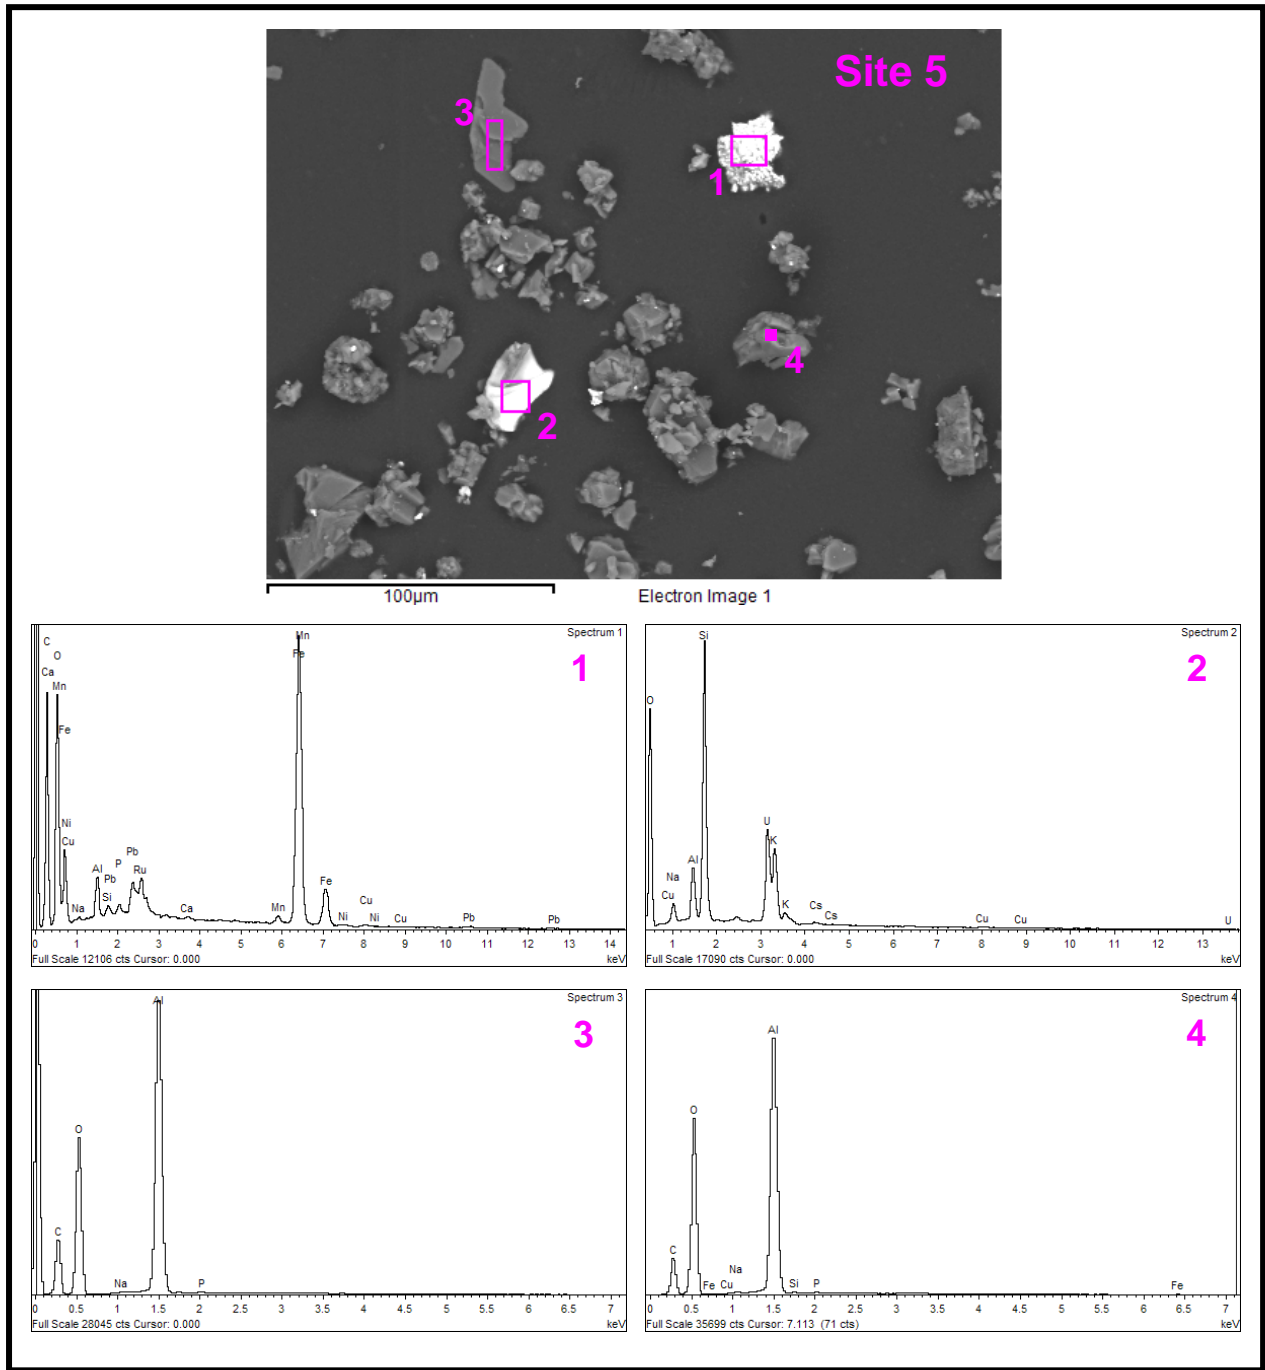 Site 5
3
1
4
2
100µm
Electron Image 1
Spectrum 1
1
C
O
Ca
Mn
Fe
Ni
Cu
Na
Al
Pb
Si
P
Pb
Ru
Ca
Mn
Mn
Fe
Fe
Ni
Cu
Ni
Cu
Pb
Pb
0 1 2 3 4 5 6 7 8 9 10 11 12 13 14
Full Scale 12106 cts Cursor: 0.000 keV
Spectrum 2
2
O
Cu
Na
Al
Si
U
K
K
Cs
Cs
Cu
Cu
U
1 2 3 4 5 6 7 8 9 10 11 12 13
Full Scale 17090 cts Cursor: 0.000 keV
Spectrum 3
3
C
O
Na
Al
P
0 0.5 1 1.5 2 2.5 3 3.5 4 4.5 5 5.5 6 6.5 7
Full Scale 28045 cts Cursor: 0.000 keV
Spectrum 4
4
C
O
Fe
Cu
Na
Al
Si
P
Fe
0 0.5 1 1.5 2 2.5 3 3.5 4 4.5 5 5.5 6 6.5 7
Full Scale 35699 cts Cursor: 7.113 (71 cts) keV